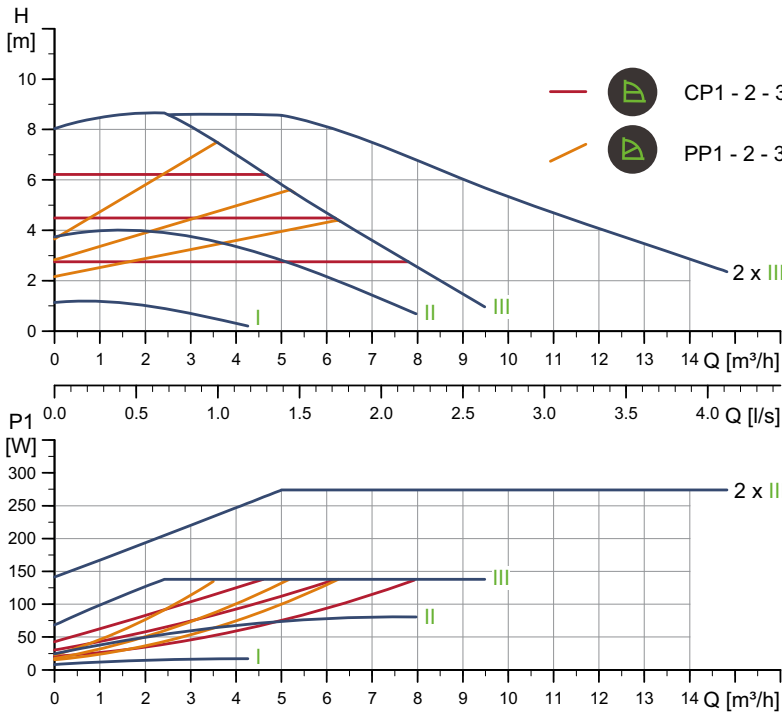 H
[m]
10
8
6
4
2
0
CP1 - 2 - 3
PP1 - 2 - 3
2 x III
III
II
I
0 1 2 3 4 5 6 7 8 9 10 11 12 13 14 Q [m³/h]
0.0 0.5 1.0 1.5 2.0 2.5 3.0 3.5 4.0 Q [l/s]
P1
[W]
300
250
200
150
100
50
0
2 x II
III
II
I
0 1 2 3 4 5 6 7 8 9 10 11 12 13 14 Q [m³/h]